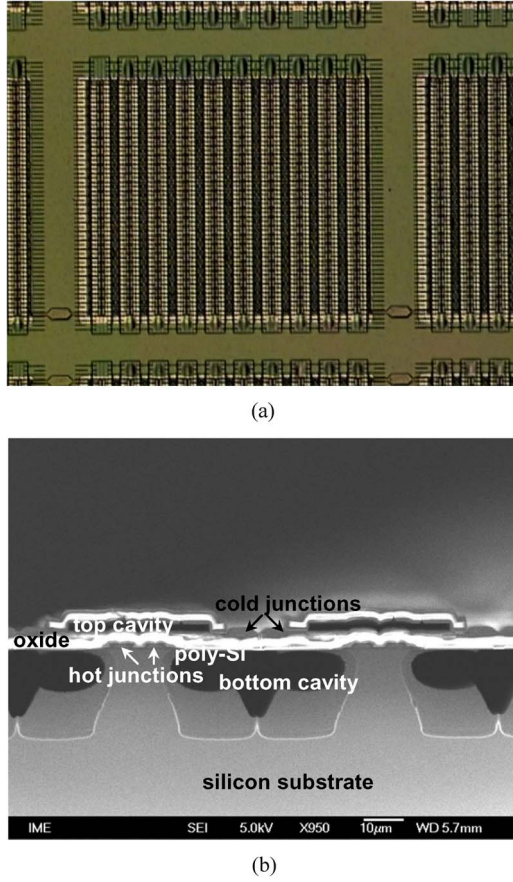 (a)
cold junctions
top cavity
oxide
poly-Si
hot junctions
bottom cavity
silicon substrate
IME SEI 5.0kV X950 10µm WD 5.7mm
(b)